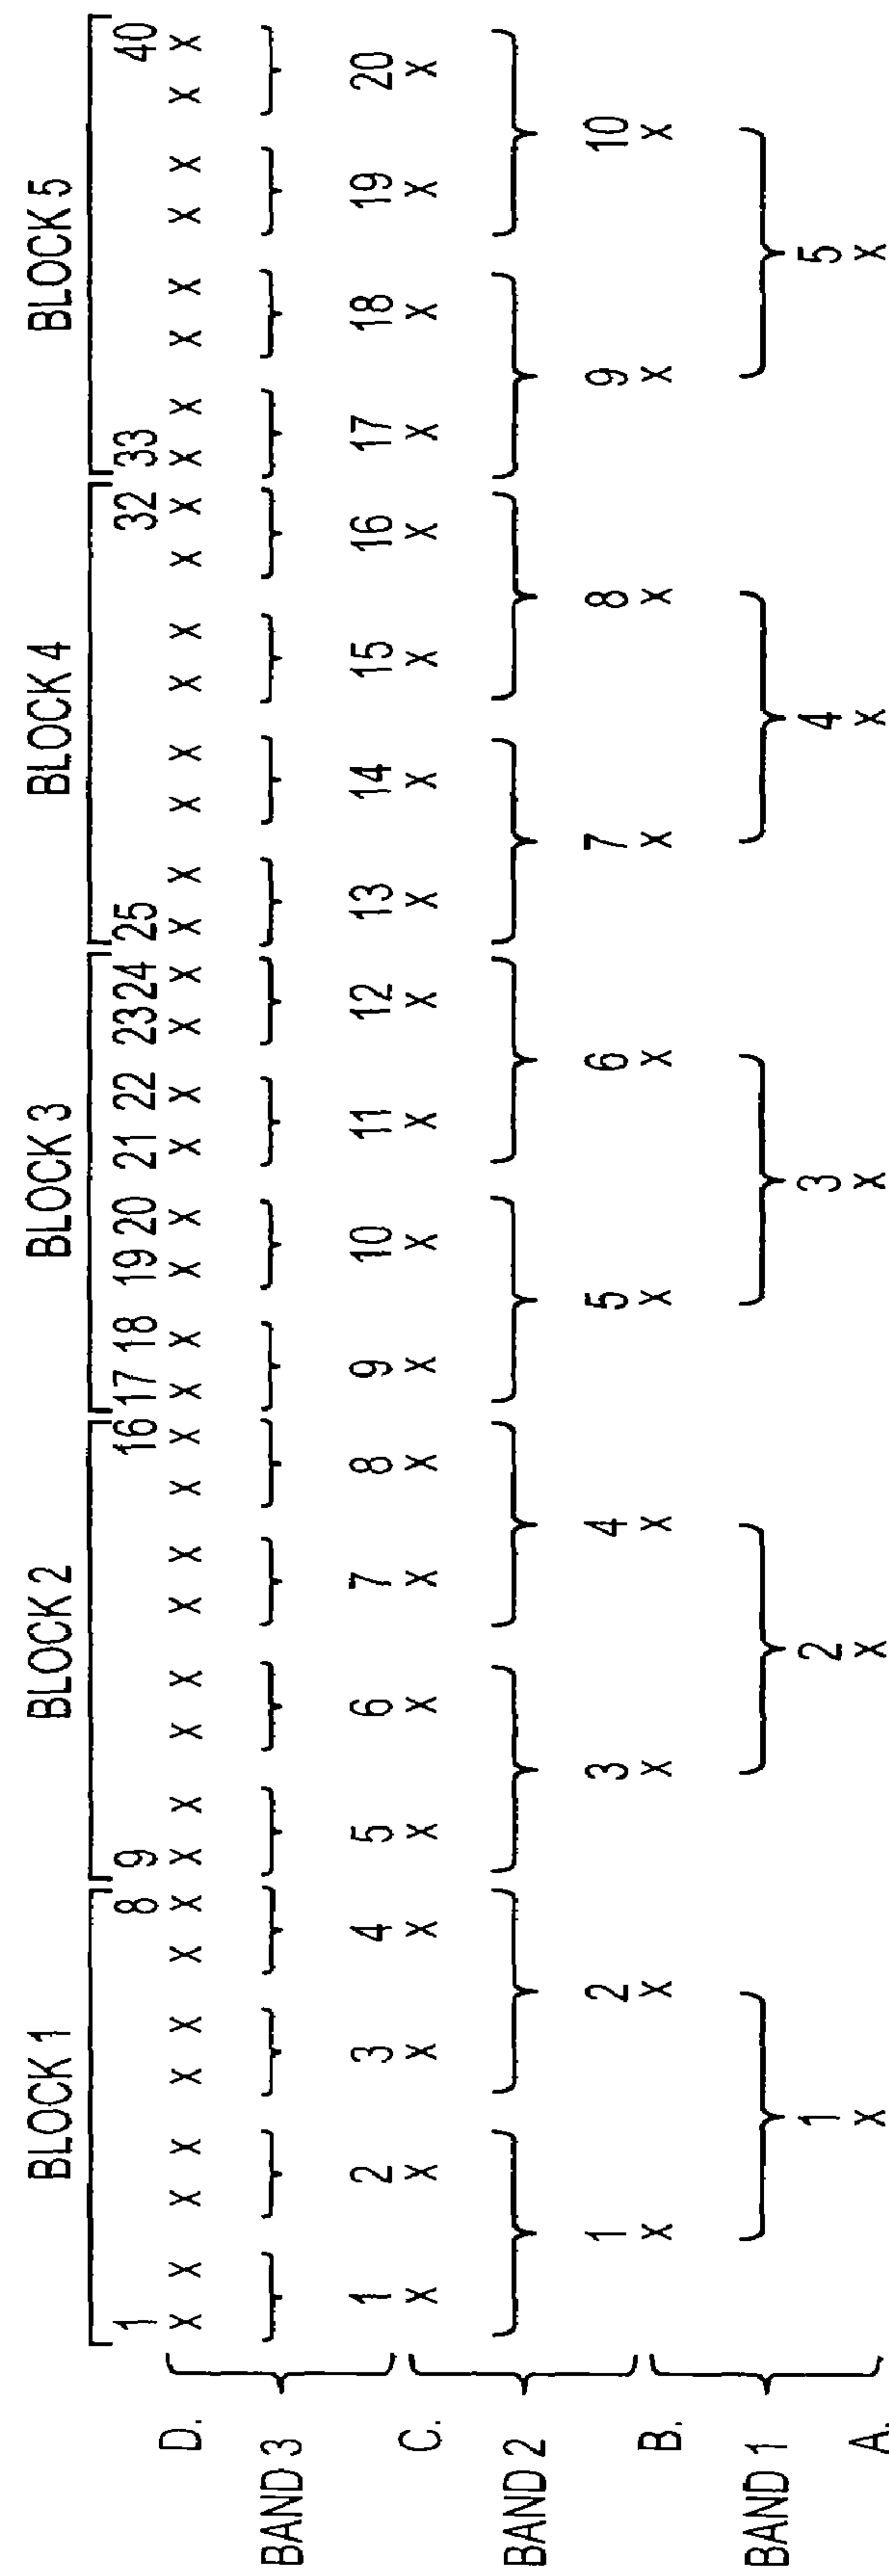 BLOCK 1 BLOCK 2 BLOCK 3 BLOCK 4 BLOCK 5
1 8 9 16 17 18 19 20 21 22 23 24 25 32 33 40
D. X X X X X X X X X X X X X X X X X X X X X X X X X X X X X X X X X X X X X X X X
BAND 3
1 2 3 4 5 6 7 8 9 10 11 12 13 14 15 16 17 18 19 20
C. X X X X X X X X X X X X X X X X X X X X
BAND 2
1 2 3 4 5 6 7 8 9 10
B. X X X X X X X X X X
BAND 1
1 2 3 4 5
A. X X X X X